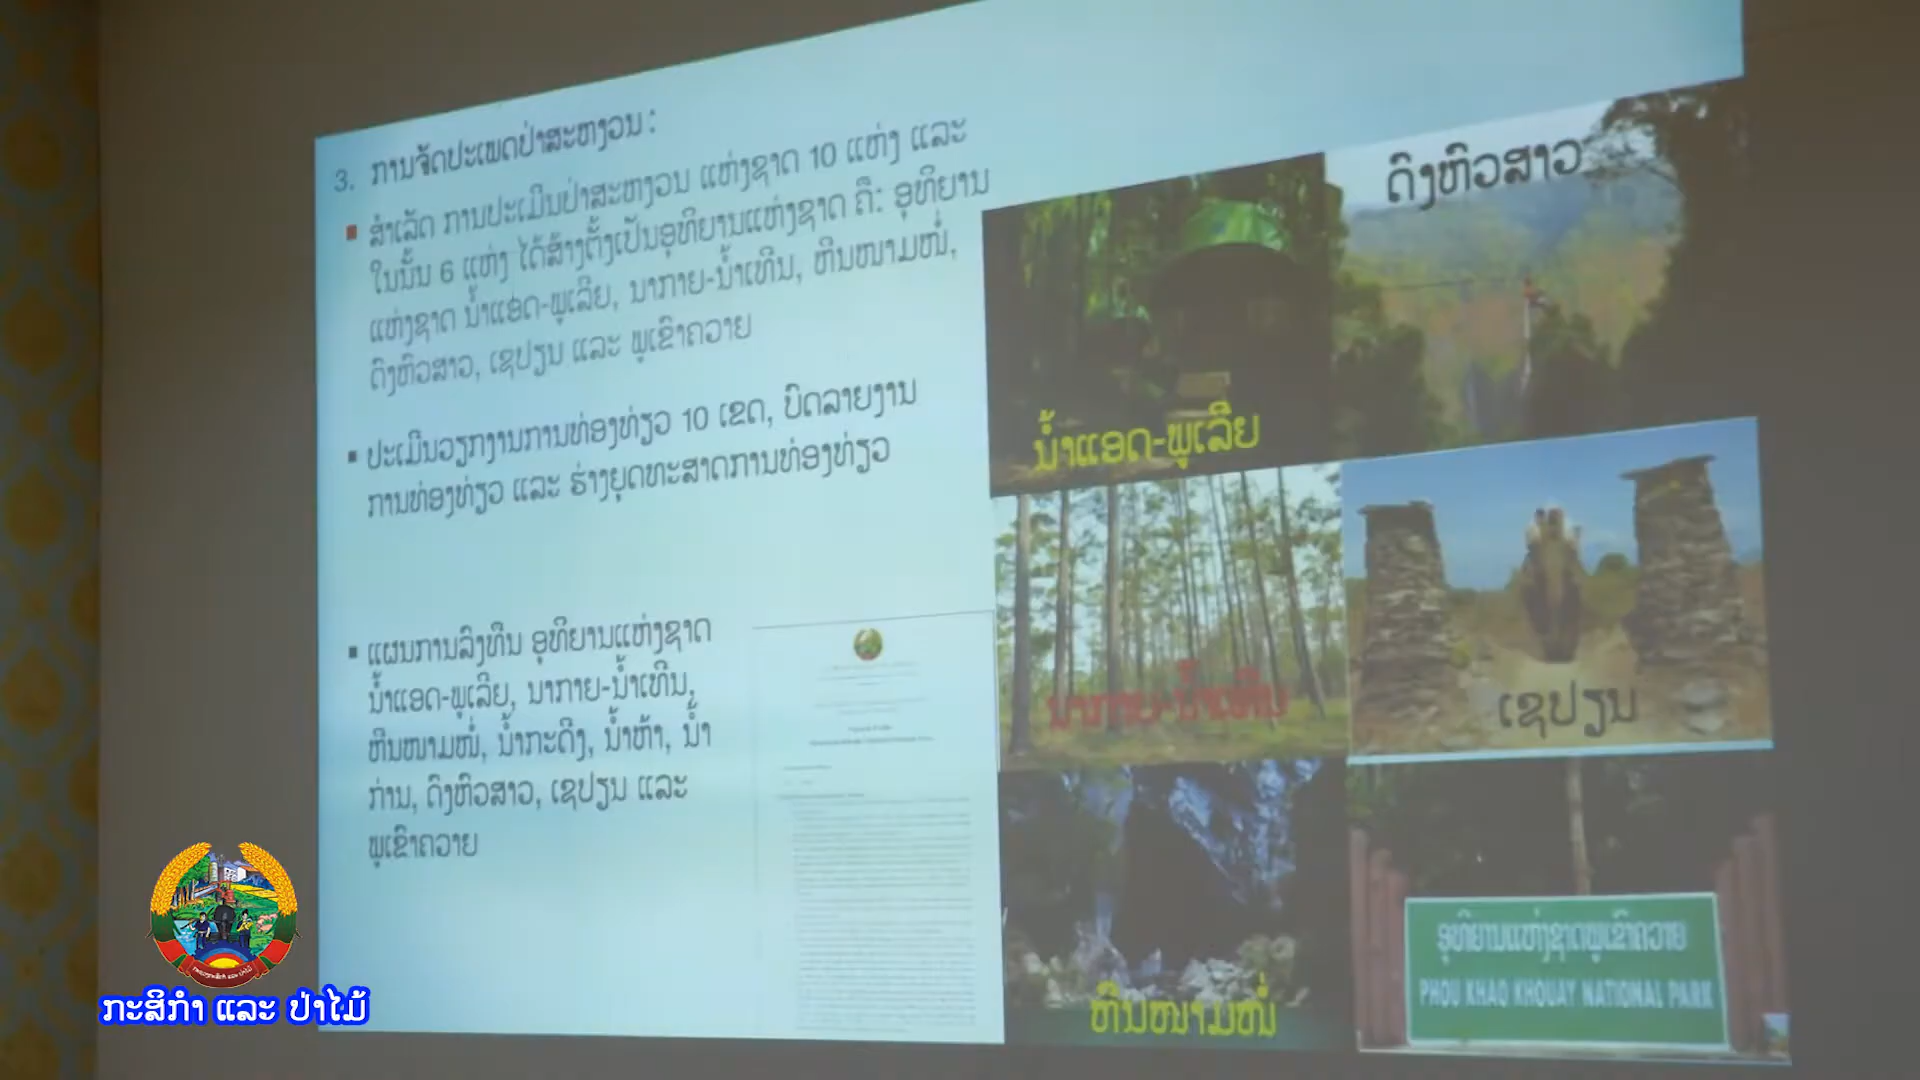 3. ການຈັດປະເພດປ່າສະຫງວນ:
▪ ສໍາເລັດ ການປະເມີນປ່າສະຫງວນ ແຫ່ງຊາດ 10 ແຫ່ງ ແລະ
ໃນນັ້ນ 6 ແຫ່ງ ໄດ້ສ້າງຕັ້ງເປັນອຸທິຍານແຫ່ງຊາດ ຄື: ອຸທິຍານ
ແຫ່ງຊາດ ນໍ້າແອດ-ພູເລີຍ, ນາກາຍ-ນໍ້າເທີນ, ຫີນໜາມໜໍ່,
ດົງຫົວສາວ, ເຊປຽນ ແລະ ພູເຂົາຄວາຍ
▪ ປະເມີນວຽກງານການທ່ອງທ່ຽວ 10 ເຂດ, ບົດລາຍງານ
ການທ່ອງທ່ຽວ ແລະ ຮ່າງຍຸດທະສາດການທ່ອງທ່ຽວ
▪ ແຜນການລົງທຶນ ອຸທິຍານແຫ່ງຊາດ
ນໍ້າແອດ-ພູເລີຍ, ນາກາຍ-ນໍ້າເທີນ,
ຫີນໜາມໜໍ່, ນໍ້າກະດີງ, ນໍ້າຫ້າ, ນໍ້າ
ກ່ານ, ດົງຫົວສາວ, ເຊປຽນ ແລະ
ພູເຂົາຄວາຍ
ດົງຫົວສາວ
ນໍ້າແອດ-ພູເລີຍ
ນາກາຍ-ນໍ້າເທີນ
ເຊປຽນ
ຫີນໜາມໜໍ່
ອຸທິຍານແຫ່ງຊາດພູເຂົາຄວາຍ
PHOU KHAO KHOUAY NATIONAL PARK
ກະສິກໍາ ແລະ ປ່າໄມ້